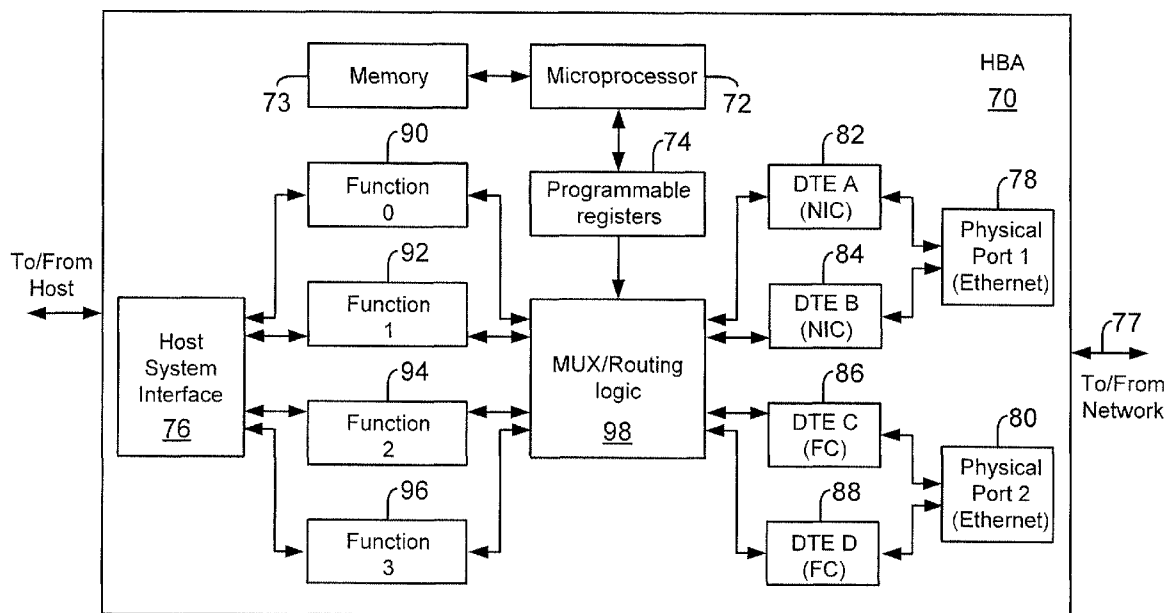 HBA
70
Memory
73
Microprocessor
72
90
Function
0
74
Programmable
registers
82
DTE A
(NIC)
78
Physical
Port 1
(Ethernet)
To/From
Host
92
Function
1
84
DTE B
(NIC)
Host
System
Interface
76
MUX/Routing
logic
98
77
To/From
Network
94
Function
2
86
DTE C
(FC)
80
Physical
Port 2
(Ethernet)
96
Function
3
88
DTE D
(FC)